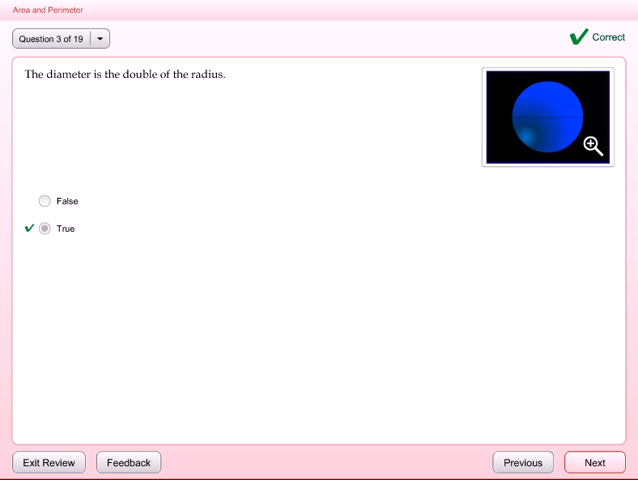 Area and Perimeter
Question 3 of 19
Correct
The diameter is the double of the radius.
False
True
Exit Review
Feedback
Previous
Next